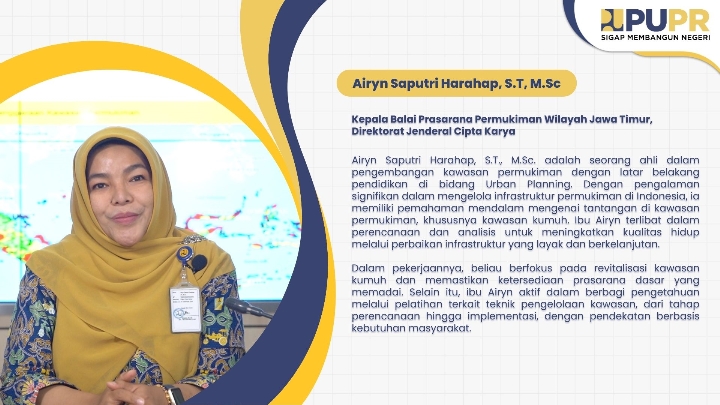 PUPR
SIGAP MEMBANGUN NEGERI
Airyn Saputri Harahap, S.T, M.Sc
Kepala Balai Prasarana Permukiman Wilayah Jawa Timur,
Direktorat Jenderal Cipta Karya
Airyn Saputri Harahap, S.T., M.Sc. adalah seorang ahli dalam
pengembangan kawasan permukiman dengan latar belakang
pendidikan di bidang Urban Planning. Dengan pengalaman
signifikan dalam mengelola infrastruktur permukiman di Indonesia, ia
memiliki pemahaman mendalam mengenai tantangan di kawasan
permukiman, khususnya kawasan kumuh. Ibu Airyn terlibat dalam
perencanaan dan analisis untuk meningkatkan kualitas hidup
melalui perbaikan infrastruktur yang layak dan berkelanjutan.
Dalam pekerjaannya, beliau berfokus pada revitalisasi kawasan
kumuh dan memastikan ketersediaan prasarana dasar yang
memadai. Selain itu, ibu Airyn aktif dalam berbagi pengetahuan
melalui pelatihan terkait teknik pengelolaan kawasan, dari tahap
perencanaan hingga implementasi, dengan pendekatan berbasis
kebutuhan masyarakat.